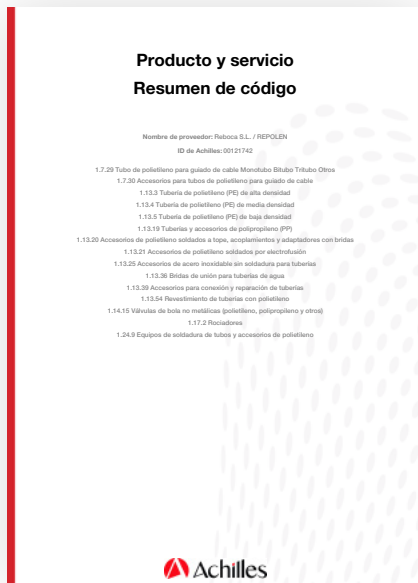 Producto y servicio
Resumen de código
Nombre de proveedor: Reboca S.L. / REPOLEN
ID de Achilles: 00121742
1.7.29 Tubo de polietileno para guiado de cable Monotubo Bitubo Tritubo Otros
1.7.30 Accesorios para tubos de polietileno para guiado de cable
1.13.3 Tubería de polietileno (PE) de alta densidad
1.13.4 Tubería de polietileno (PE) de media densidad
1.13.5 Tubería de polietileno (PE) de baja densidad
1.13.19 Tuberías y accesorios de polipropileno (PP)
1.13.20 Accesorios de polietileno soldados a tope, acoplamientos y adaptadores con bridas
1.13.21 Accesorios de polietileno soldados por electrofusión
1.13.25 Accesorios de acero inoxidable sin soldadura para tuberías
1.13.36 Bridas de unión para tuberías de agua
1.13.39 Accesorios para conexión y reparación de tuberías
1.13.54 Revestimiento de tuberías con polietileno
1.14.15 Válvulas de bola no metálicas (polietileno, polipropileno y otros)
1.17.2 Rociadores
1.24.9 Equipos de soldadura de tubos y accesorios de polietileno
Achilles